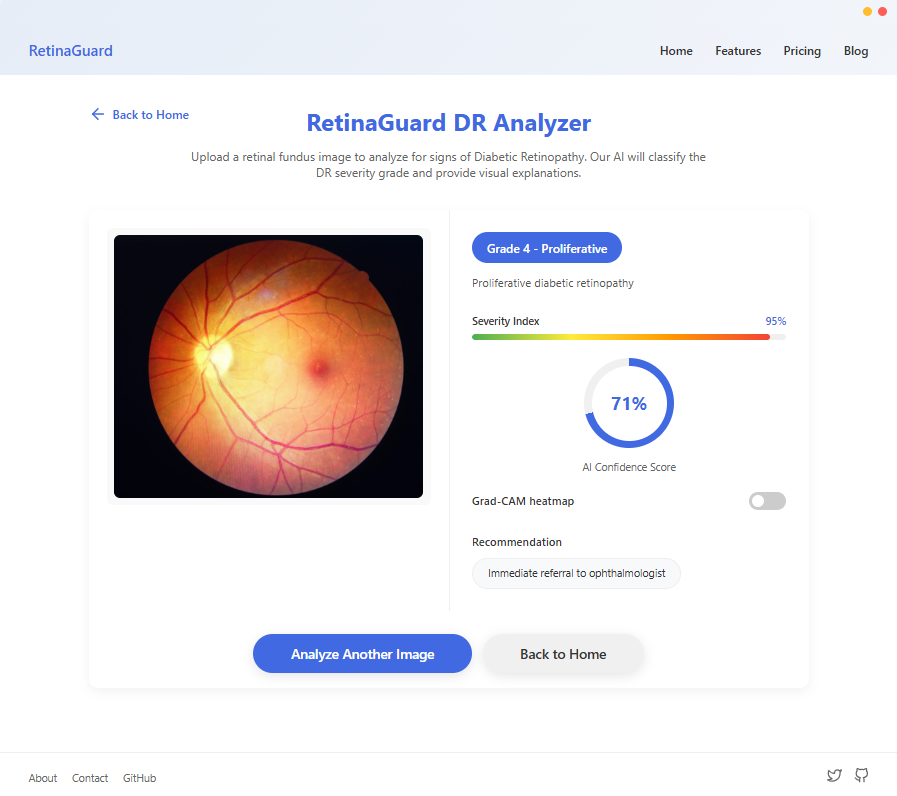 RetinaGuard
Home Features Pricing Blog
Back to Home
RetinaGuard DR Analyzer
Upload a retinal fundus image to analyze for signs of Diabetic Retinopathy. Our AI will classify the
DR severity grade and provide visual explanations.
Grade 4 - Proliferative
Proliferative diabetic retinopathy
Severity Index 95%
71%
AI Confidence Score
Grad-CAM heatmap
Recommendation
Immediate referral to ophthalmologist
Analyze Another Image Back to Home
About Contact GitHub